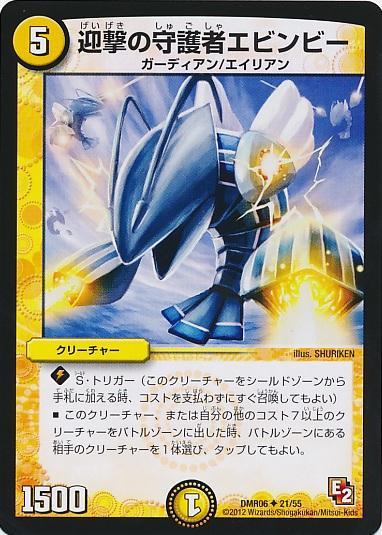 5
げいげき しゅごしゃ
迎撃の守護者エビンビー
ガーディアン/エイリアン
illus. SHURIKEN
クリーチャー
S・トリガー（このクリーチャーをシールドゾーンから
手札に加える時、コストを支払わずにすぐ召喚してもよい）
■ このクリーチャー、または自分の他のコスト7以上のク
リーチャーをバトルゾーンに出した時、バトルゾーンにある
相手のクリーチャーを1体選び、タップしてもよい。
1500
1
E2
DMR06 21/55
©2012 Wizards/Shogakukan/Mitsui-Kids